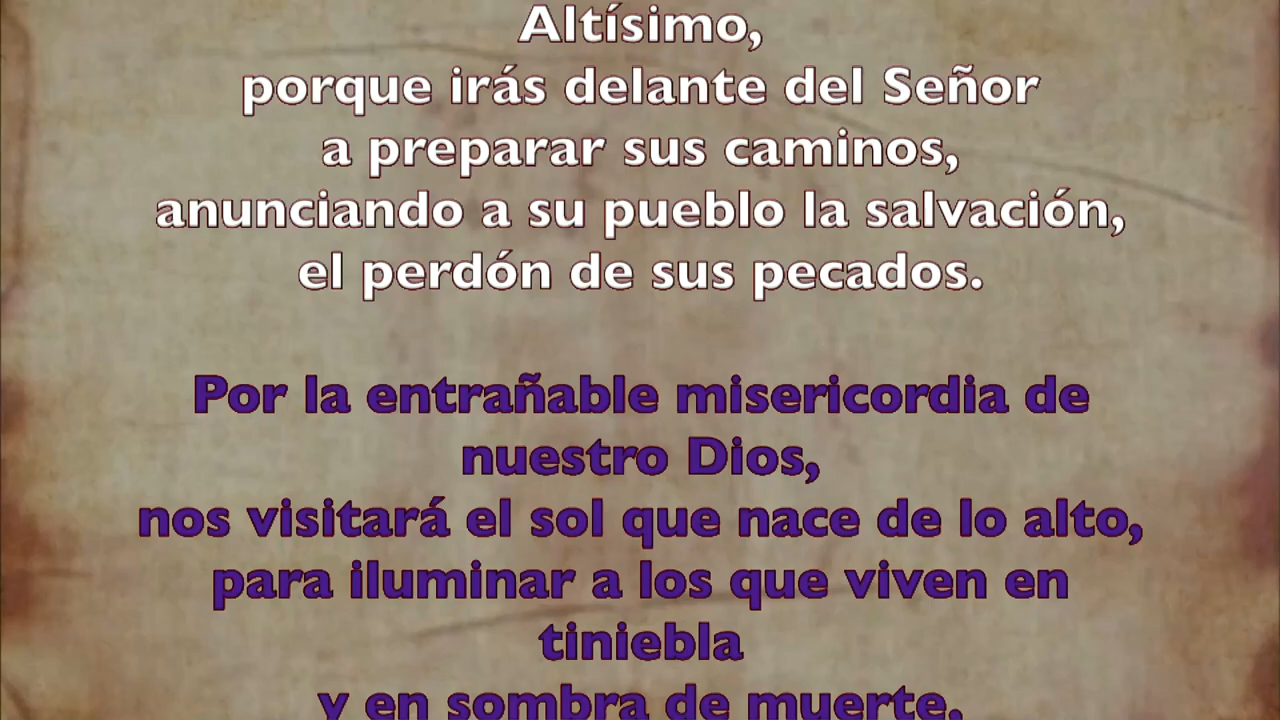 Altísimo,
porque irás delante del Señor
a preparar sus caminos,
anunciando a su pueblo la salvación,
el perdón de sus pecados.
Por la entrañable misericordia de
nuestro Dios,
nos visitará el sol que nace de lo alto,
para iluminar a los que viven en
tiniebla
y en sombra de muerte,